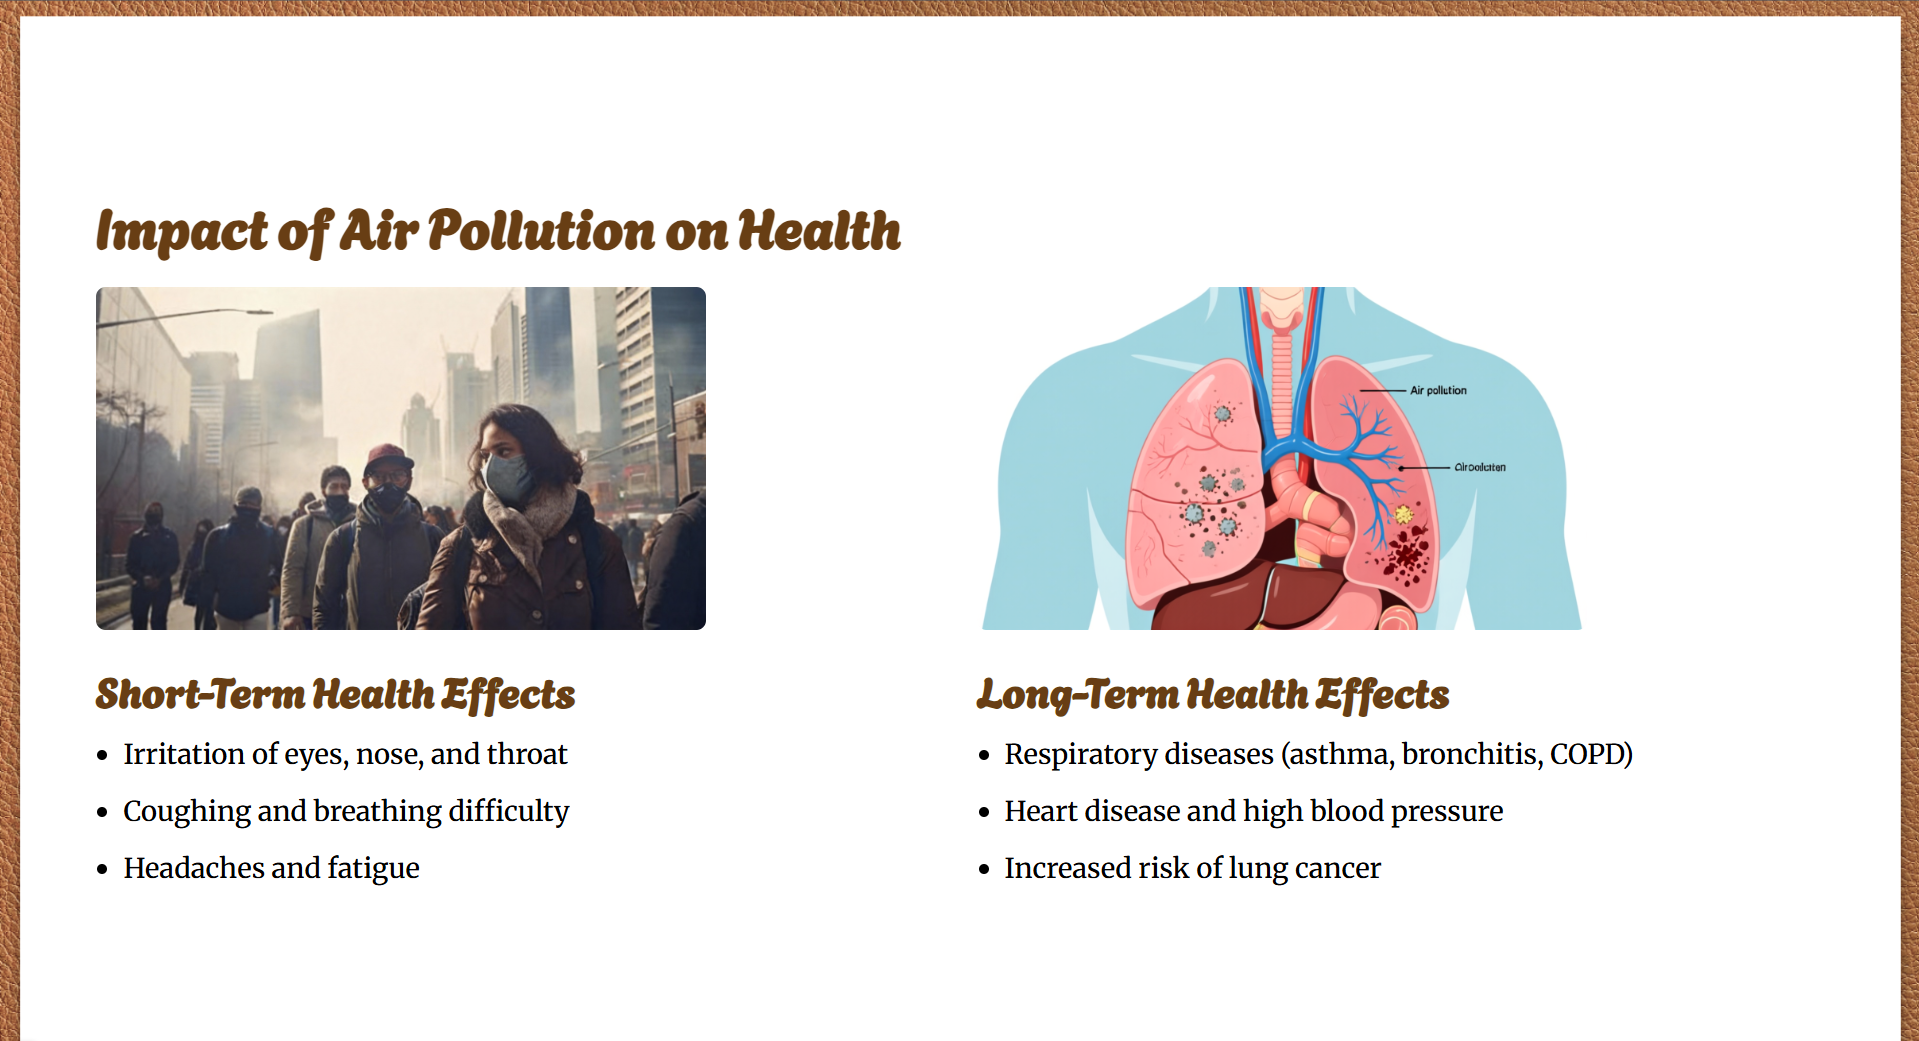 Impact of Air Pollution on Health
Air pollution
Short-Term Health Effects
Irritation of eyes, nose, and throat
Coughing and breathing difficulty
Headaches and fatigue
Long-Term Health Effects
Respiratory diseases (asthma, bronchitis, COPD)
Heart disease and high blood pressure
Increased risk of lung cancer